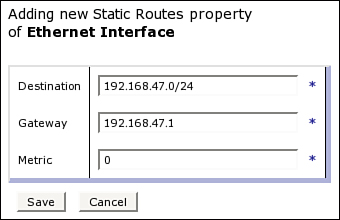 Adding new Static Routes property
of Ethernet Interface
Destination 192.168.47.0/24 *
Gateway 192.168.47.1 *
Metric 0 *
Save Cancel